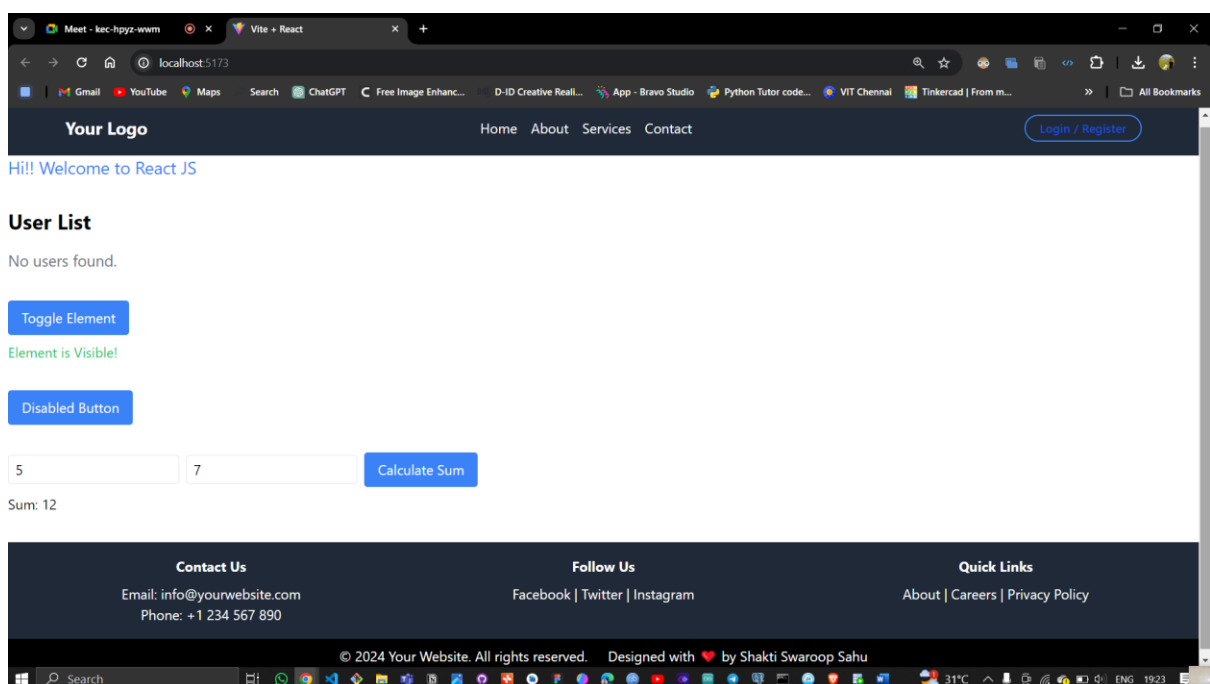 Meet - kec-hpyz-wwm
Vite + React
localhost:5173
Gmail YouTube Maps Search ChatGPT Free Image Enhanc... D-ID Creative Reali... App - Bravo Studio Python Tutor code... VIT Chennai Tinkercad | From m... » All Bookmarks
Your Logo Home About Services Contact Login / Register
Hi!! Welcome to React JS
User List
No users found.
Toggle Element
Element is Visible!
Disabled Button
5 7 Calculate Sum
Sum: 12
Contact Us
Email: info@yourwebsite.com
Phone: +1 234 567 890
Follow Us
Facebook | Twitter | Instagram
Quick Links
About | Careers | Privacy Policy
© 2024 Your Website. All rights reserved. Designed with ❤️ by Shakti Swaroop Sahu
Search 31°C ENG 19:23